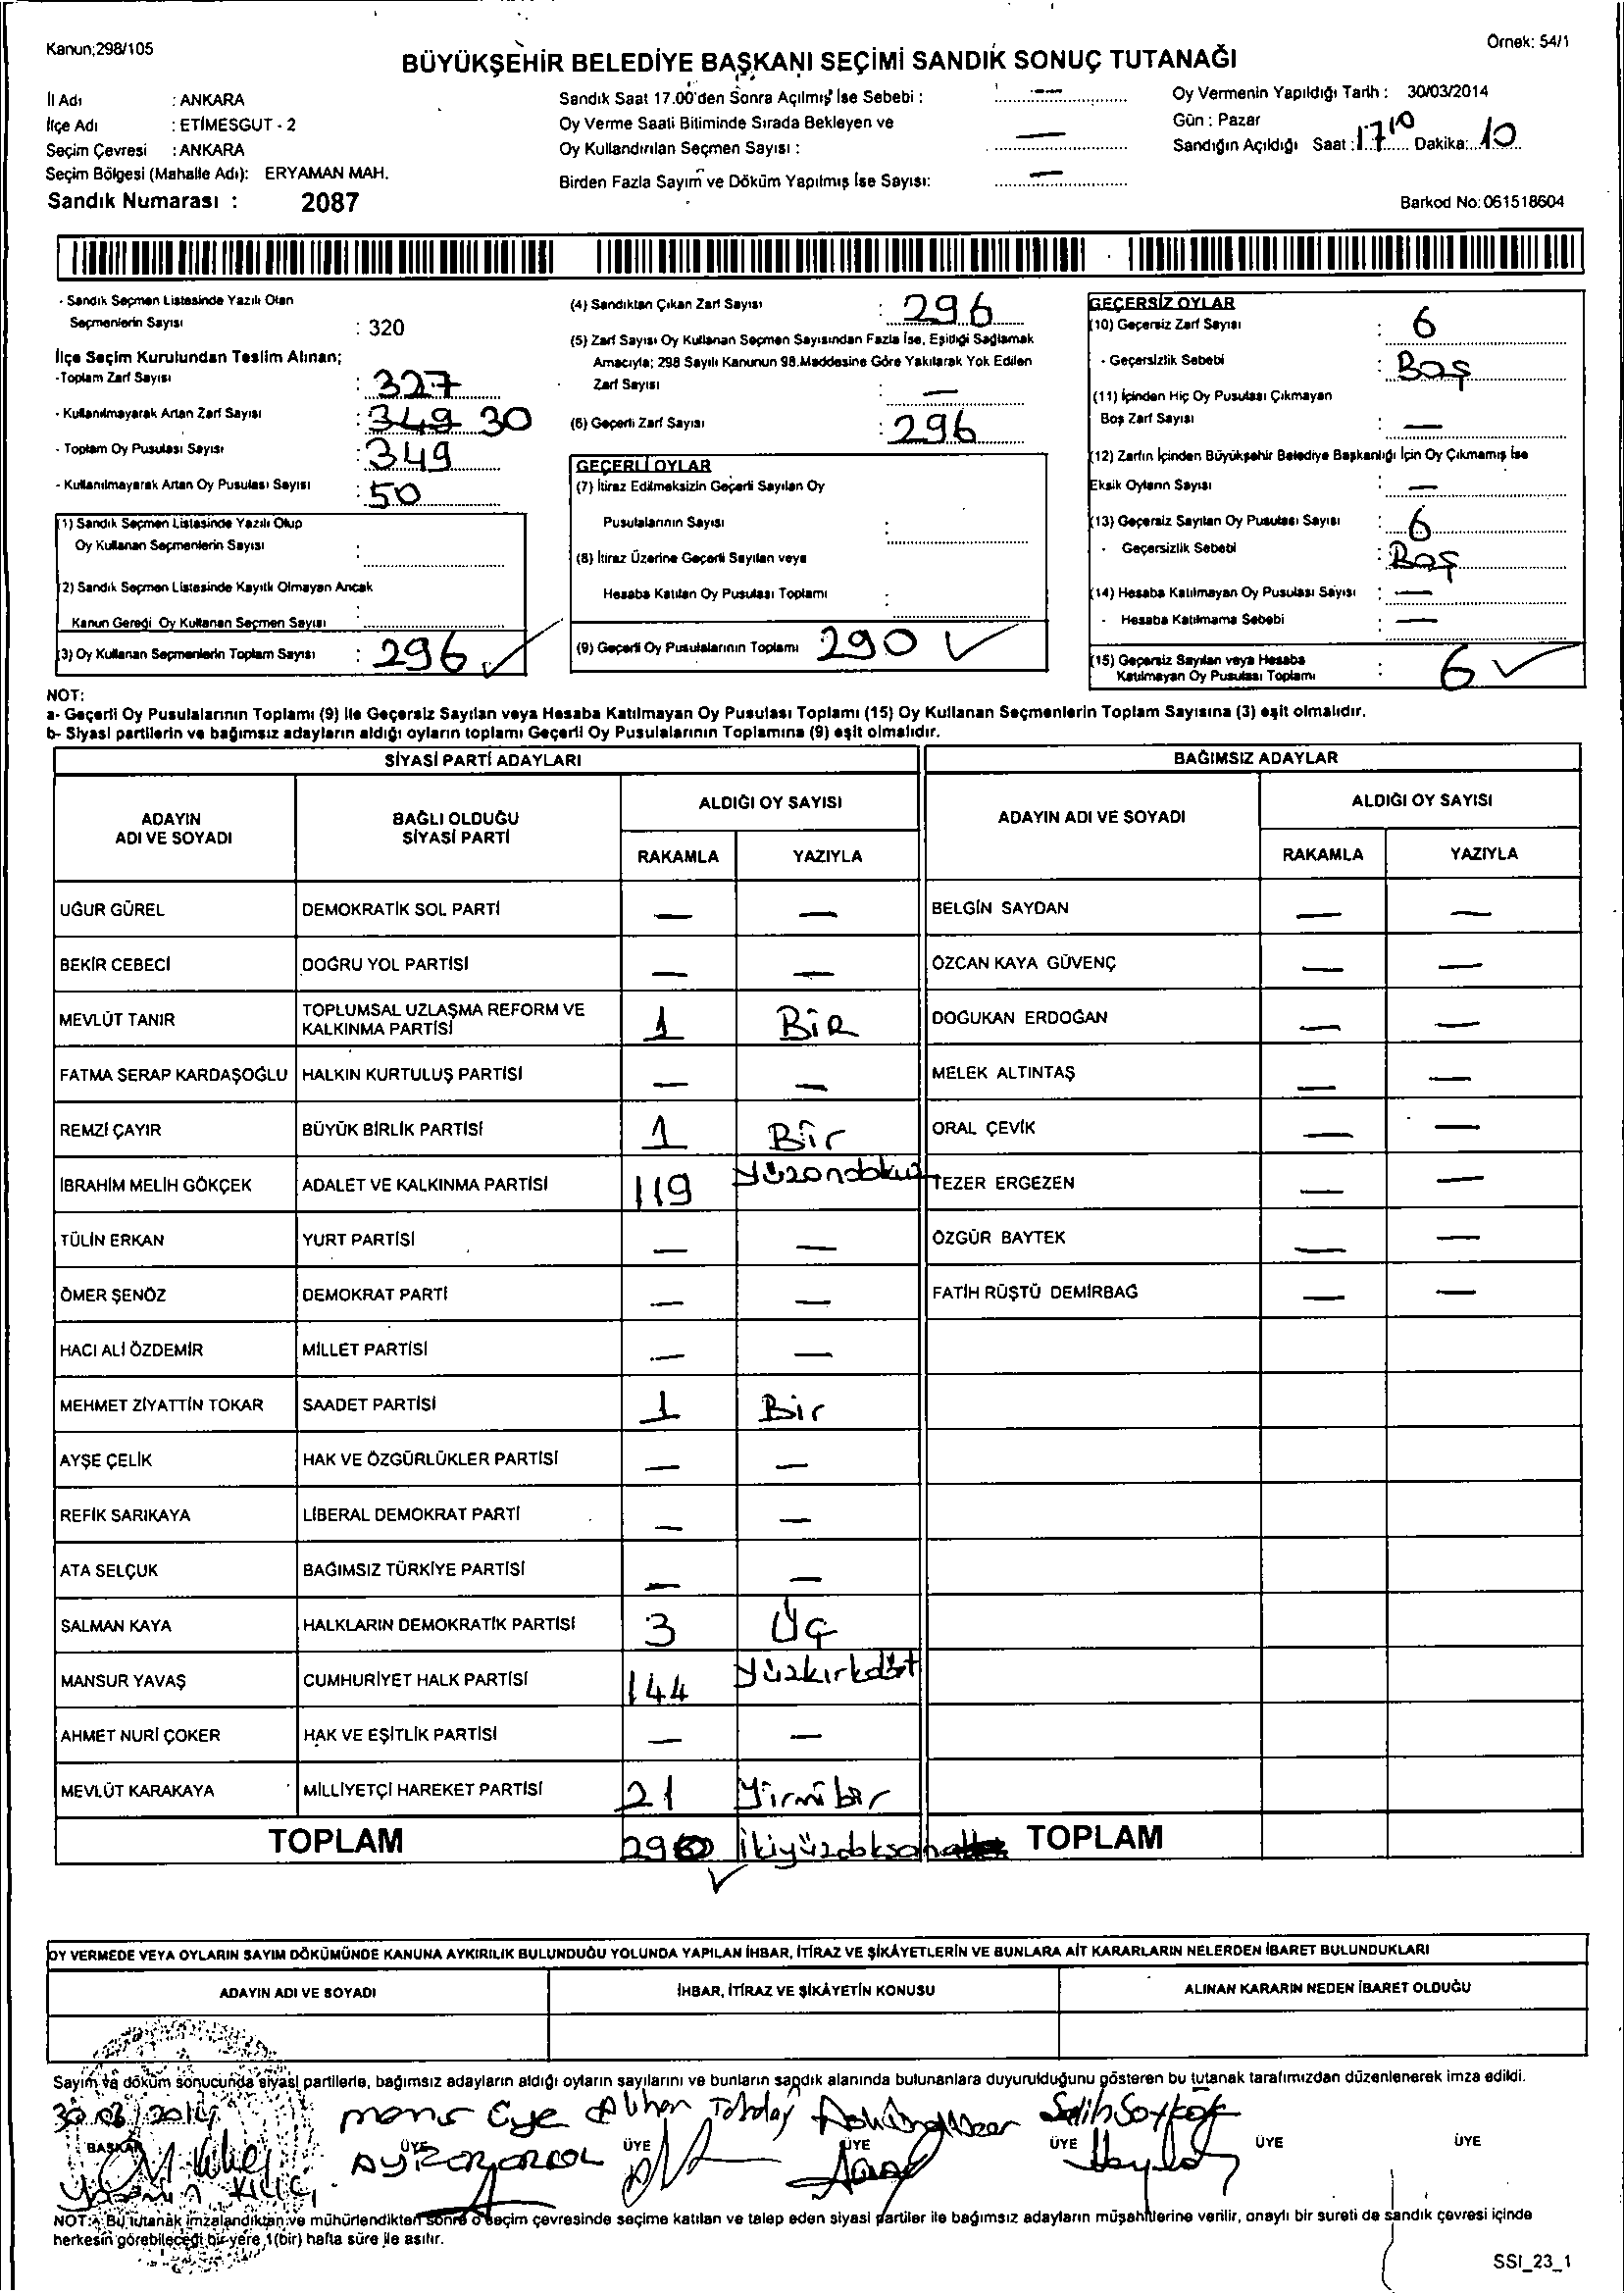 Kanun;298/105
Örnek: 54/1
BÜYÜKŞEHİR BELEDİYE BAŞKANI SEÇİMİ SANDIK SONUÇ TUTANAĞI
İl Adı : ANKARA
İlçe Adı : ETİMESGUT - 2
Seçim Çevresi : ANKARA
Seçim Bölgesi (Mahalle Adı): ERYAMAN MAH.
Sandık Numarası : 2087
Sandık Saat 17.00'den Sonra Açılmış İse Sebebi : —
Oy Verme Saati Bitiminde Sırada Bekleyen ve
Oy Kullandırılan Seçmen Sayısı : —
Birden Fazla Sayım ve Döküm Yapılmış İse Sayısı: —
Oy Vermenin Yapıldığı Tarih : 30/03/2014
Gün : Pazar
Sandığın Açıldığı Saat : 17 10 Dakika: 10
Barkod No: 061518604
- Sandık Seçmen Listesinde Yazılı Olan
Seçmenlerin Sayısı : 320
İlçe Seçim Kurulundan Teslim Alınan;
-Toplam Zarf Sayısı : 327
- Kullanılmayarak Artan Zarf Sayısı : 349 30
- Toplam Oy Pusulası Sayısı : 349
- Kullanılmayarak Artan Oy Pusulası Sayısı : 50
(1) Sandık Seçmen Listesinde Yazılı Olup
Oy Kullanan Seçmenlerin Sayısı :
(2) Sandık Seçmen Listesinde Kayıtlı Olmayan Ancak
Kanun Gereği Oy Kullanan Seçmen Sayısı :
(3) Oy Kullanan Seçmenlerin Toplam Sayısı : 296 ✓
(4) Sandıktan Çıkan Zarf Sayısı : 296
(5) Zarf Sayısı Oy Kullanan Seçmen Sayısından Fazla İse, Eşitliği Sağlamak
Amacıyla; 298 Sayılı Kanunun 98.Maddesine Göre Yakılarak Yok Edilen
Zarf Sayısı : —
(6) Geçerli Zarf Sayısı : 296
GEÇERLİ OYLAR
(7) İtiraz Edilmeksizin Geçerli Sayılan Oy
Pusulalarının Sayısı :
(8) İtiraz Üzerine Geçerli Sayılan veya
Hesaba Katılan Oy Pusulası Toplamı :
(9) Geçerli Oy Pusulalarının Toplamı 290 ✓
GEÇERSİZ OYLAR
(10) Geçersiz Zarf Sayısı : 6
- Geçersizlik Sebebi : Boş
(11) İçinden Hiç Oy Pusulası Çıkmayan
Boş Zarf Sayısı : —
(12) Zarfın İçinden Büyükşehir Belediye Başkanlığı İçin Oy Çıkmamış İse
Eksik Oyların Sayısı : —
(13) Geçersiz Sayılan Oy Pusulası Sayısı : 6
- Geçersizlik Sebebi : Boş
(14) Hesaba Katılmayan Oy Pusulası Sayısı : —
- Hesaba Katılmama Sebebi : —
(15) Geçersiz Sayılan veya Hesaba
Katılmayan Oy Pusulası Toplamı : 6 ✓
NOT:
a- Geçerli Oy Pusulalarının Toplamı (9) ile Geçersiz Sayılan veya Hesaba Katılmayan Oy Pusulası Toplamı (15) Oy Kullanan Seçmenlerin Toplam Sayısına (3) eşit olmalıdır.
b- Siyasi partilerin ve bağımsız adayların aldığı oyların toplamı Geçerli Oy Pusulalarının Toplamına (9) eşit olmalıdır.
SİYASİ PARTİ ADAYLARI
ADAYIN
ADI VE SOYADI
BAĞLI OLDUĞU
SİYASİ PARTİ
ALDIĞI OY SAYISI
RAKAMLA YAZIYLA
UĞUR GÜREL DEMOKRATİK SOL PARTİ — —
BEKİR CEBECİ DOĞRU YOL PARTİSİ — —
MEVLÜT TANIR TOPLUMSAL UZLAŞMA REFORM VE
KALKINMA PARTİSİ 1 BiR
FATMA SERAP KARDAŞOĞLU HALKIN KURTULUŞ PARTİSİ — —
REMZİ ÇAYIR BÜYÜK BİRLİK PARTİSİ 1 Bir
İBRAHİM MELİH GÖKÇEK ADALET VE KALKINMA PARTİSİ 119 Yüzondokuz
TÜLİN ERKAN YURT PARTİSİ — —
ÖMER ŞENÖZ DEMOKRAT PARTİ — —
HACI ALİ ÖZDEMİR MİLLET PARTİSİ — —
MEHMET ZİYATTİN TOKAR SAADET PARTİSİ 1 Bir
AYŞE ÇELİK HAK VE ÖZGÜRLÜKLER PARTİSİ — —
REFİK SARIKAYA LİBERAL DEMOKRAT PARTİ — —
ATA SELÇUK BAĞIMSIZ TÜRKİYE PARTİSİ — —
SALMAN KAYA HALKLARIN DEMOKRATİK PARTİSİ 3 Üç
MANSUR YAVAŞ CUMHURİYET HALK PARTİSİ 144 Yüzkırkdört
AHMET NURİ ÇOKER HAK VE EŞİTLİK PARTİSİ — —
MEVLÜT KARAKAYA MİLLİYETÇİ HAREKET PARTİSİ 21 Yirmibir
TOPLAM 290 ikiyüzdoksan
✓
BAĞIMSIZ ADAYLAR
ADAYIN ADI VE SOYADI
ALDIĞI OY SAYISI
RAKAMLA YAZIYLA
BELGİN SAYDAN — —
ÖZCAN KAYA GÜVENÇ — —
DOĞUKAN ERDOĞAN — —
MELEK ALTINTAŞ — —
ORAL ÇEVİK — —
TEZER ERGEZEN — —
ÖZGÜR BAYTEK — —
FATİH RÜŞTÜ DEMİRBAĞ — —
TOPLAM
OY VERMEDE VEYA OYLARIN SAYIM DÖKÜMÜNDE KANUNA AYKIRILIK BULUNDUĞU YOLUNDA YAPILAN İHBAR, İTİRAZ VE ŞİKÂYETLERİN VE BUNLARA AİT KARARLARIN NELERDEN İBARET BULUNDUKLARI
ADAYIN ADI VE SOYADI
İHBAR, İTİRAZ VE ŞİKÂYETİN KONUSU
ALINAN KARARIN NEDEN İBARET OLDUĞU
Sayım ve döküm sonucunda siyasi partilerle, bağımsız adayların aldığı oyların sayılarını ve bunların sandık alanında bulunanlara duyurulduğunu gösteren bu tutanak tarafımızdan düzenlenerek imza edildi.
30/03/2014
BAŞKAN ÜYE ÜYE ÜYE ÜYE ÜYE ÜYE
Yasemin KILIÇ
NOT: Bu tutanak imzalandıktan ve mühürlendikten sonra o seçim çevresinde seçime katılan ve talep eden siyasi partiler ile bağımsız adayların müşahitlerine verilir, onaylı bir sureti de sandık çevresi içinde
herkesin görebileceği bir yere 1(bir) hafta süre ile asılır.
SSI_23_1